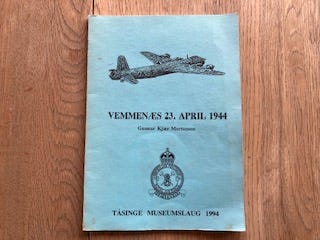 VEMMENÆS 23. APRIL 1944
Gunnar Kjær Mortensen
TÅSINGE MUSEUMSLAUG 1994